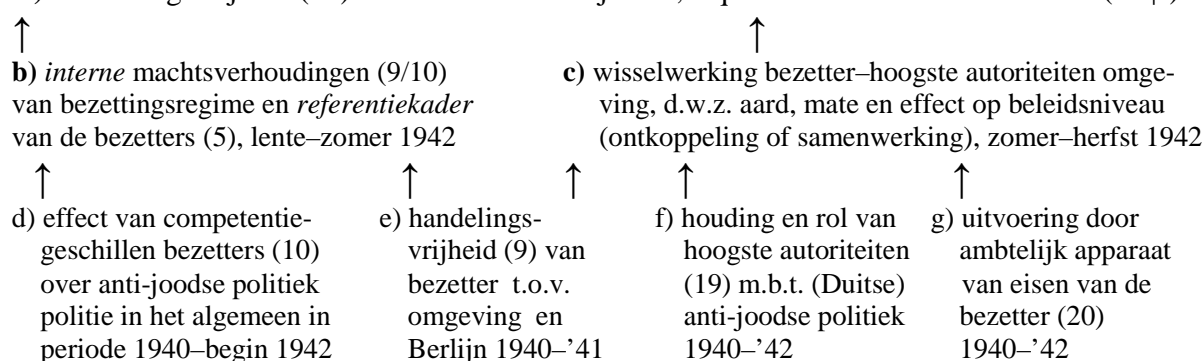 b) interne machtsverhoudingen (9/10)
van bezettingsregime en referentiekader
van de bezetters (5), lente–zomer 1942
c) wisselwerking bezetter–hoogste autoriteiten omge-
ving, d.w.z. aard, mate en effect op beleidsniveau
(ontkoppeling of samenwerking), zomer–herfst 1942
d) effect van competentie-
geschillen bezetters (10)
over anti-joodse politiek
politie in het algemeen in
periode 1940–begin 1942
e) handelings-
vrijheid (9) van
bezetter t.o.v.
omgeving en
Berlijn 1940–’41
f) houding en rol van
hoogste autoriteiten
(19) m.b.t. (Duitse)
anti-joodse politiek
1940–’42
g) uitvoering door
ambtelijk apparaat
van eisen van de
bezetter (20)
1940–’42